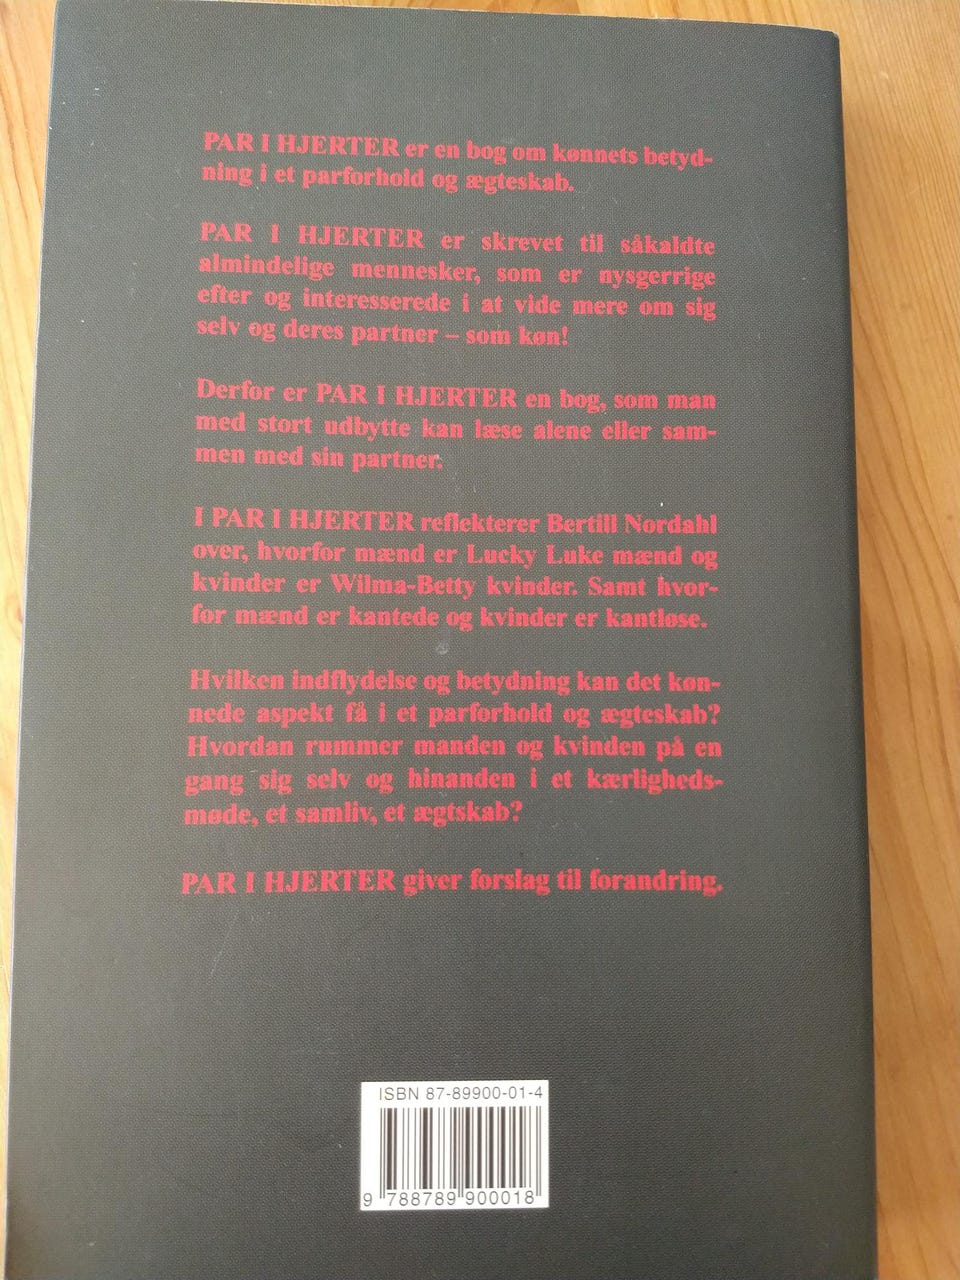 PAR I HJERTER er en bog om kønnets betyd-
ning i et parforhold og ægteskab.
PAR I HJERTER er skrevet til såkaldte
almindelige mennesker, som er nysgerrige
efter og interesserede i at vide mere om sig
selv og deres partner – som køn!
Derfor er PAR I HJERTER en bog, som man
med stort udbytte kan læse alene eller sam-
men med sin partner.
I PAR I HJERTER reflekterer Bertill Nordahl
over, hvorfor mænd er Lucky Luke mænd og
kvinder er Wilma-Betty kvinder. Samt hvor-
for mænd er kantede og kvinder er kantløse.
Hvilken indflydelse og betydning kan det køn-
nede aspekt få i et parforhold og ægteskab?
Hvordan rummer manden og kvinden på en
gang sig selv og hinanden i et kærligheds-
møde, et samliv, et ægtskab?
PAR I HJERTER giver forslag til forandring.
ISBN 87-89900-01-4
9 788789 900018